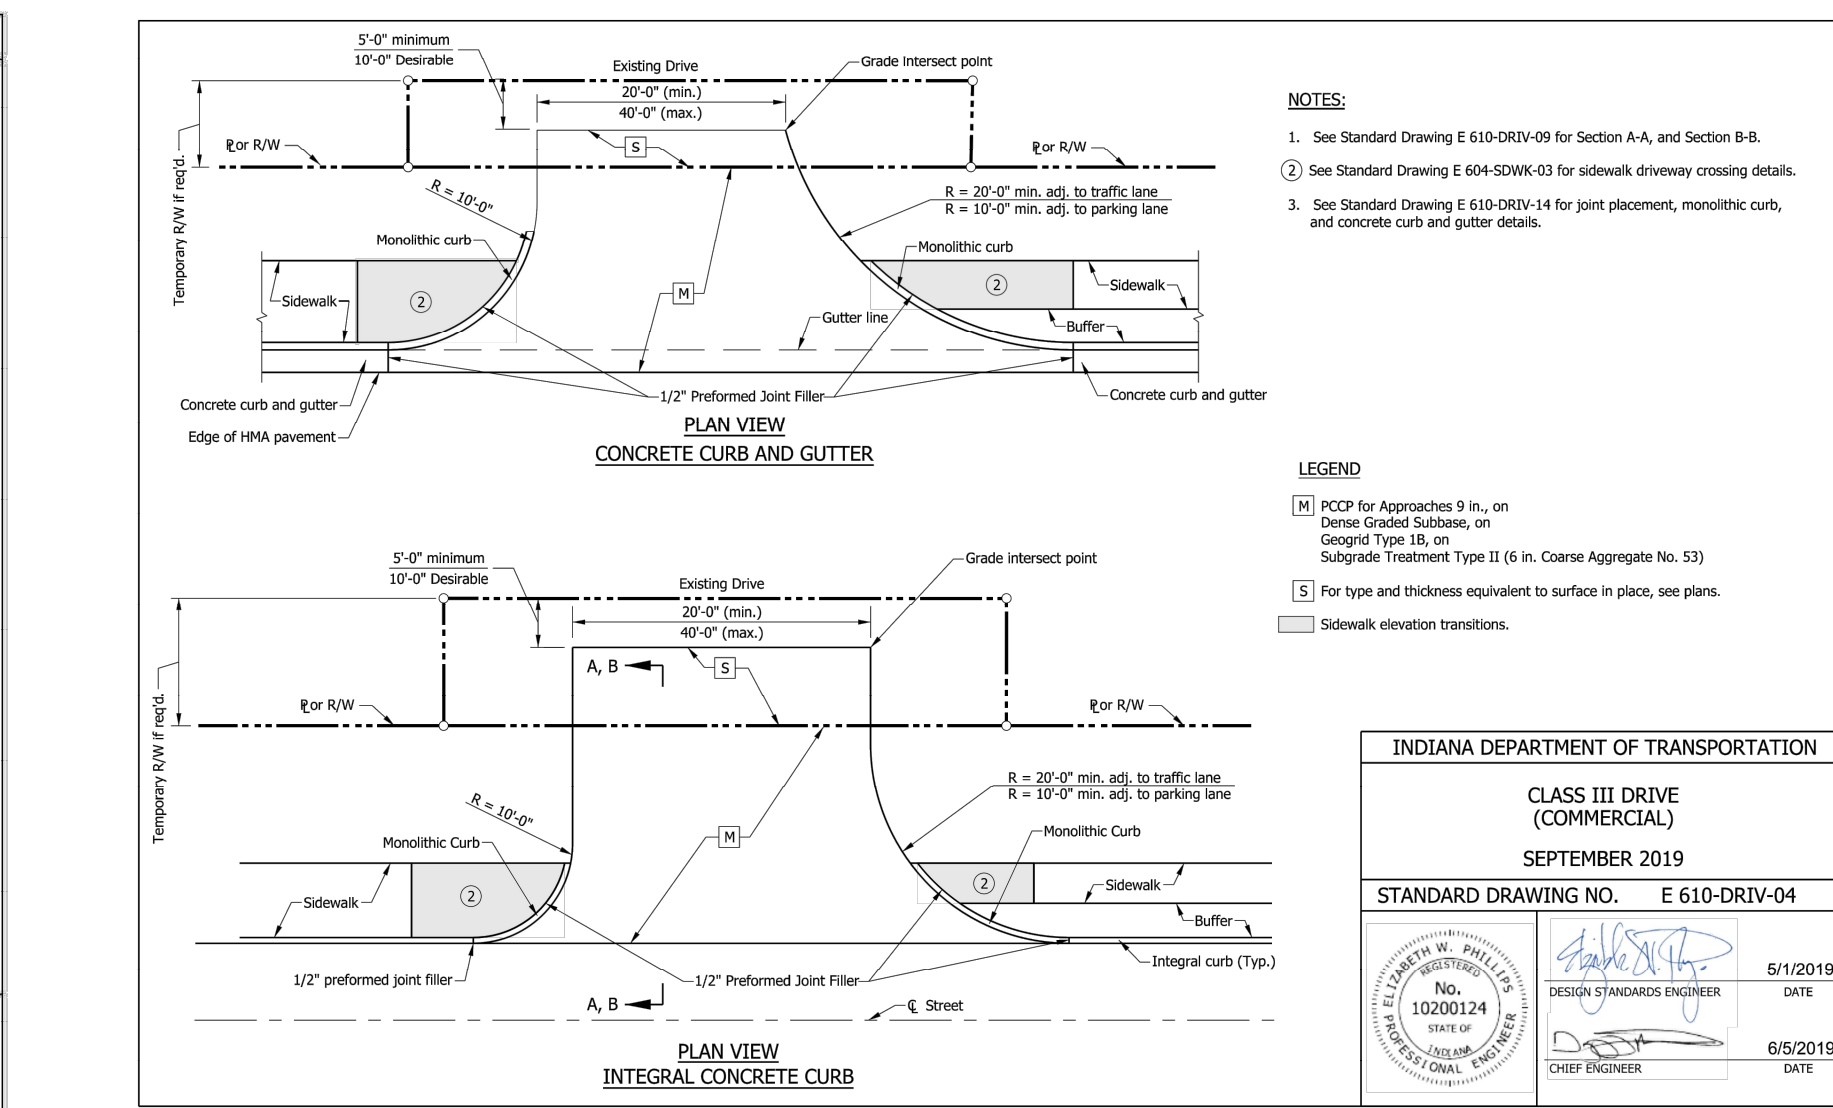 5'-0" minimum
10'-0" Desirable
Existing Drive
Grade intersect point
20'-0" (min.)
40'-0" (max.)
S
Temporary R/W if req'd.
PL or R/W
PL or R/W
R = 10'-0"
R = 20'-0" min. adj. to traffic lane
R = 10'-0" min. adj. to parking lane
Monolithic curb
Monolithic curb
2
2
Sidewalk
M
Sidewalk
Gutter line
Buffer
1/2" Preformed Joint Filler
Concrete curb and gutter
Concrete curb and gutter
Edge of HMA pavement
PLAN VIEW
CONCRETE CURB AND GUTTER
NOTES:
1. See Standard Drawing E 610-DRIV-09 for Section A-A, and Section B-B.
2 See Standard Drawing E 604-SDWK-03 for sidewalk driveway crossing details.
3. See Standard Drawing E 610-DRIV-14 for joint placement, monolithic curb,
and concrete curb and gutter details.
LEGEND
M PCCP for Approaches 9 in., on
Dense Graded Subbase, on
Geogrid Type 1B, on
Subgrade Treatment Type II (6 in. Coarse Aggregate No. 53)
S For type and thickness equivalent to surface in place, see plans.
Sidewalk elevation transitions.
5'-0" minimum
10'-0" Desirable
Existing Drive
Grade intersect point
20'-0" (min.)
40'-0" (max.)
A, B
S
Temporary R/W if req'd.
PL or R/W
PL or R/W
R = 10'-0"
R = 20'-0" min. adj. to traffic lane
R = 10'-0" min. adj. to parking lane
Monolithic Curb
M
Monolithic Curb
2
2
Sidewalk
Sidewalk
Buffer
Integral curb (Typ.)
1/2" preformed joint filler
1/2" Preformed Joint Filler
A, B
CL Street
PLAN VIEW
INTEGRAL CONCRETE CURB
INDIANA DEPARTMENT OF TRANSPORTATION
CLASS III DRIVE
(COMMERCIAL)
SEPTEMBER 2019
STANDARD DRAWING NO. E 610-DRIV-04
ELIZABETH W. PHILLIPS
REGISTERED
No.
10200124
STATE OF
INDIANA
PROFESSIONAL ENGINEER
5/1/2019
DESIGN STANDARDS ENGINEER DATE
6/5/2019
CHIEF ENGINEER DATE